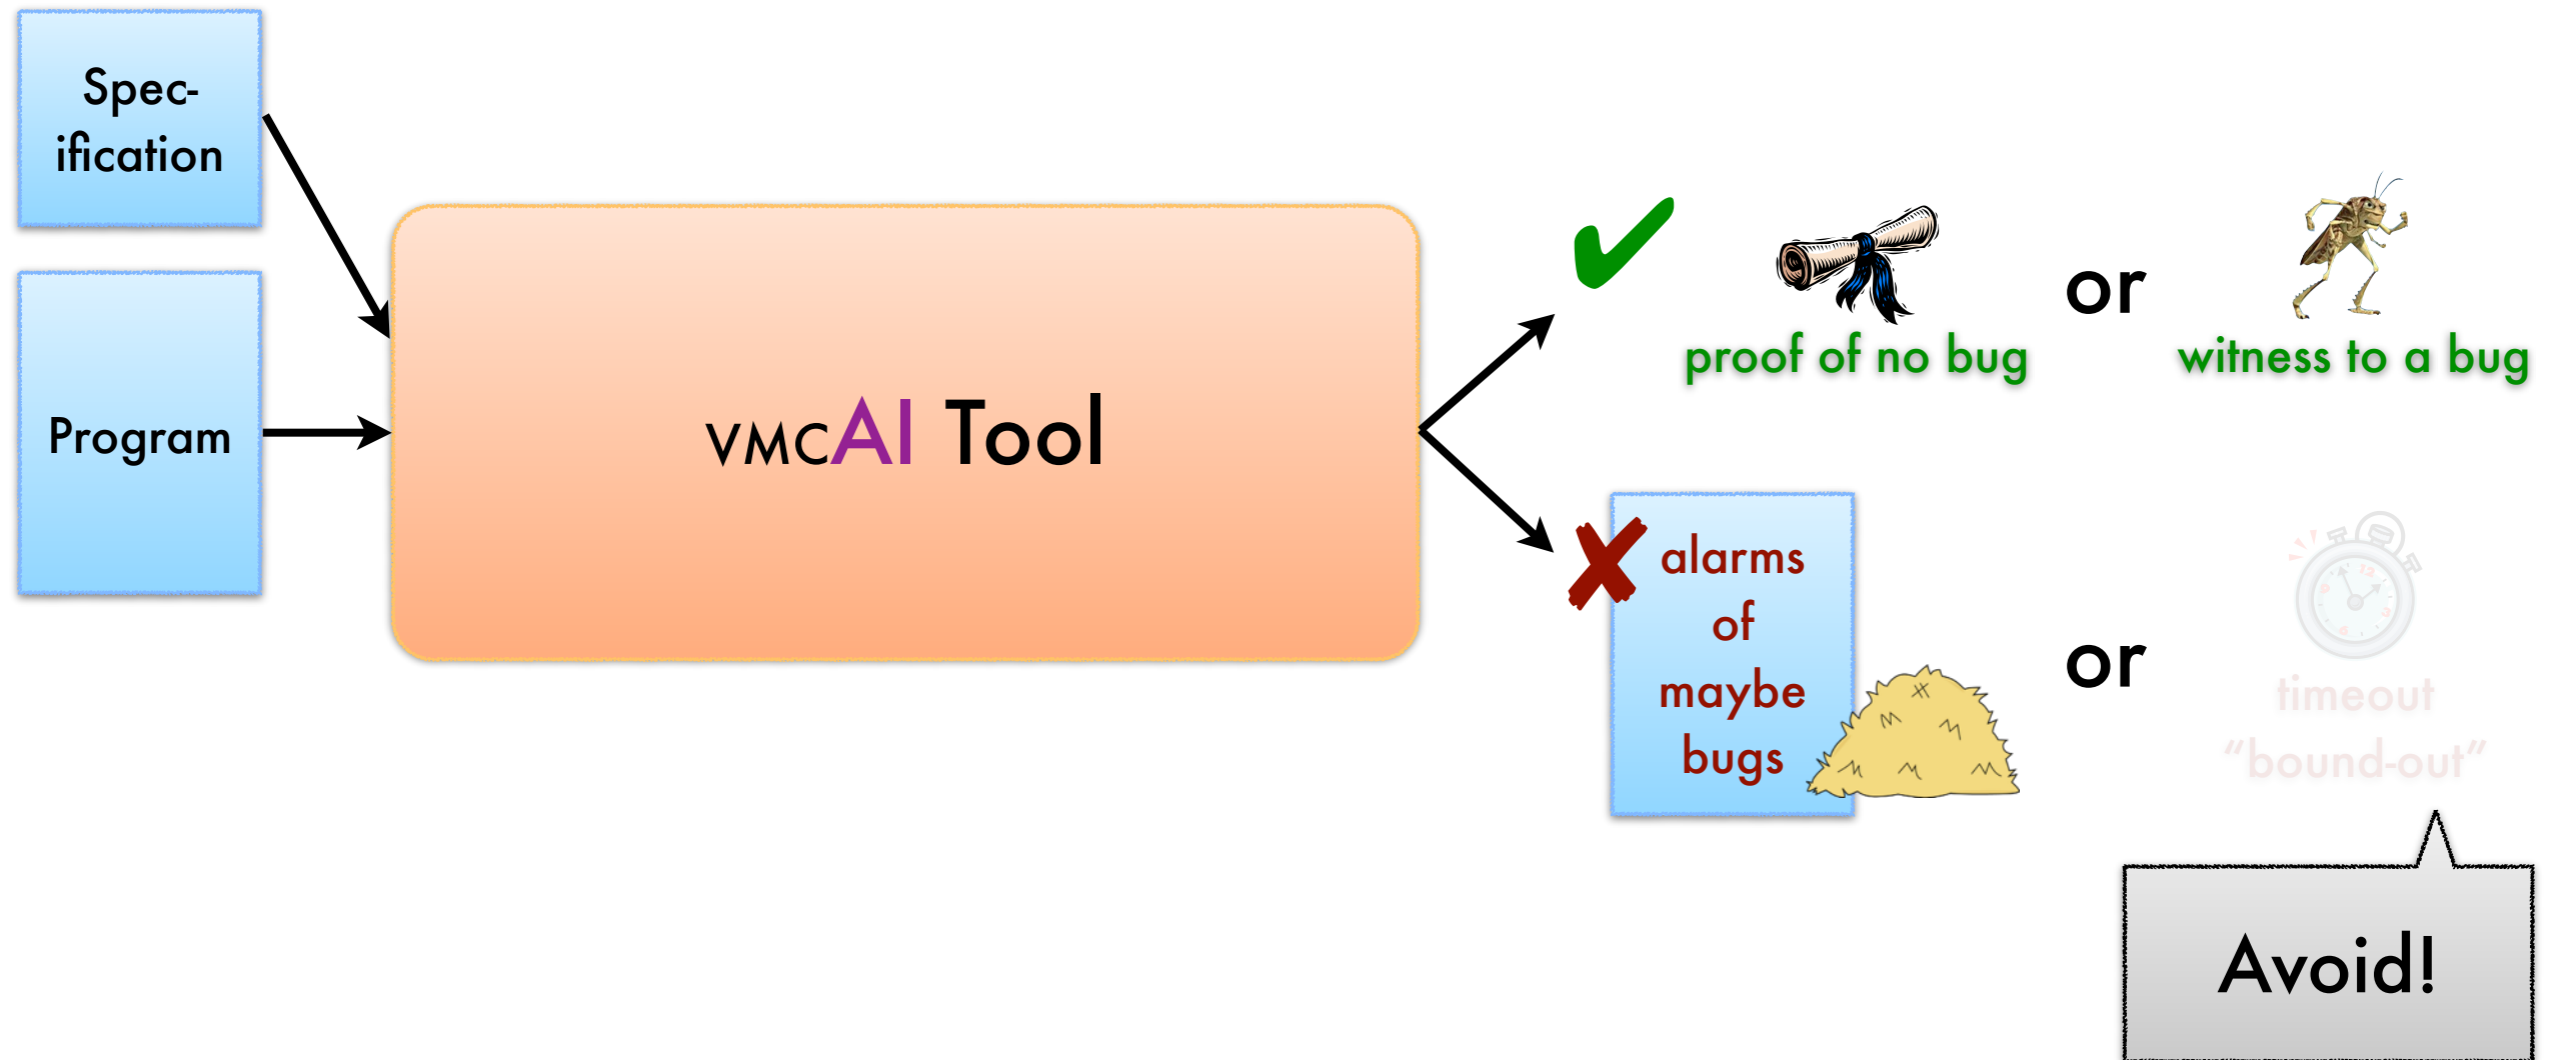 Spec-
ification
Program
VMCAI Tool
proof of no bug
or
witness to a bug
alarms
of
maybe
bugs
or
timeout
“bound-out”
Avoid!